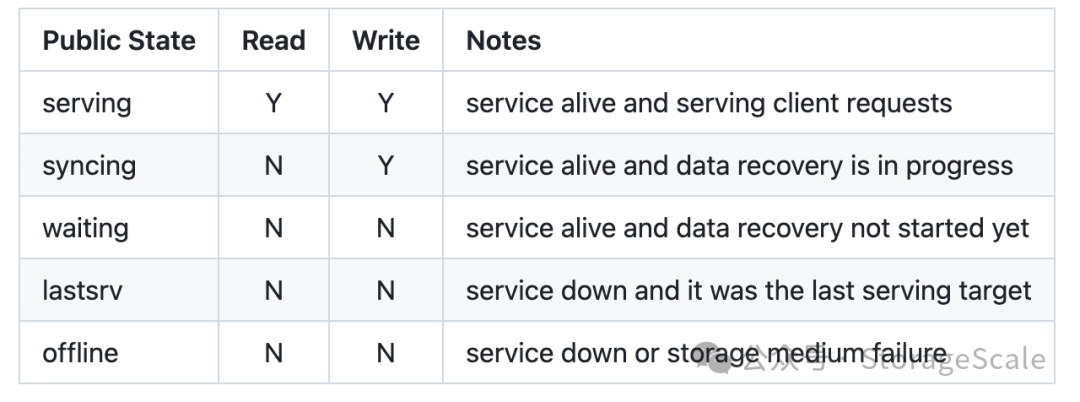 Public State Read Write Notes
serving Y Y service alive and serving client requests
syncing N Y service alive and data recovery is in progress
waiting N N service alive and data recovery not started yet
lastsrv N N service down and it was the last serving target
offline N N service down or storage medium failure
公众号 · StorageScale